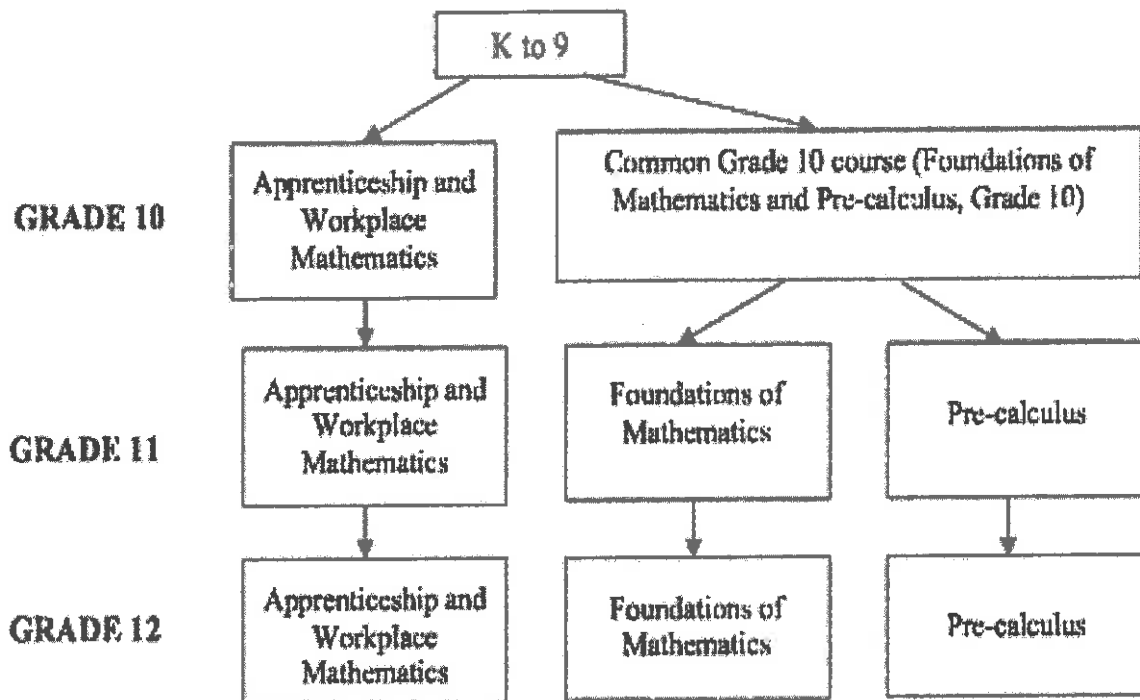 K to 9
GRADE 10
Apprenticeship and
Workplace
Mathematics
Common Grade 10 course (Foundations of
Mathematics and Pre-calculus, Grade 10)
GRADE 11
Apprenticeship and
Workplace
Mathematics
Foundations of
Mathematics
Pre-calculus
GRADE 12
Apprenticeship and
Workplace
Mathematics
Foundations of
Mathematics
Pre-calculus